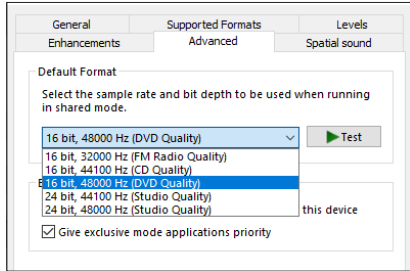 General Supported Formats Levels
Enhancements Advanced Spatial sound
Default Format
Select the sample rate and bit depth to be used when running
in shared mode.
16 bit, 48000 Hz (DVD Quality) Test
16 bit, 32000 Hz (FM Radio Quality)
16 bit, 44100 Hz (CD Quality)
16 bit, 48000 Hz (DVD Quality)
24 bit, 44100 Hz (Studio Quality)
24 bit, 48000 Hz (Studio Quality) this device
Give exclusive mode applications priority